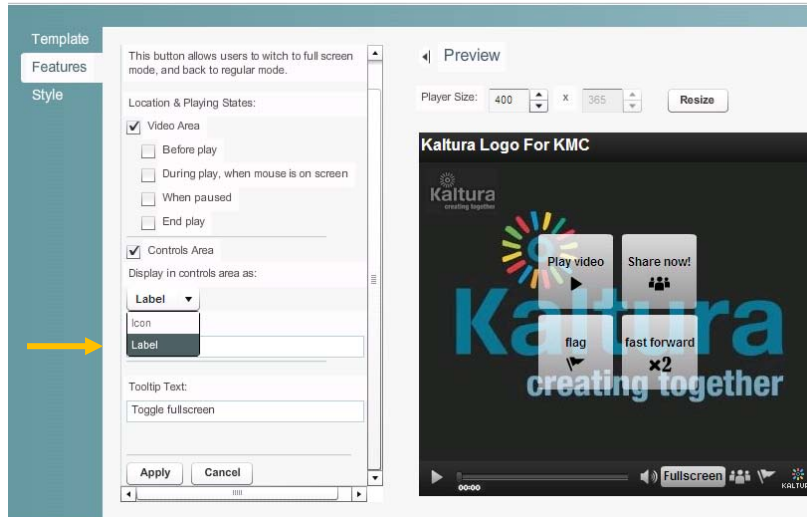 Template
Features
Style
This button allows users to witch to full screen
mode, and back to regular mode.
Location & Playing States:
Video Area
Before play
During play, when mouse is on screen
When paused
End play
Controls Area
Display in controls area as:
Label
Icon
Label
Tooltip Text:
Toggle fullscreen
Apply Cancel
Preview
Player Size: 400 x 365 Resize
Kaltura Logo For KMC
Kaltura
creating together
Play video Share now!
flag fast forward
×2
Kaltura
creating together
00:00
Fullscreen
KALTUR